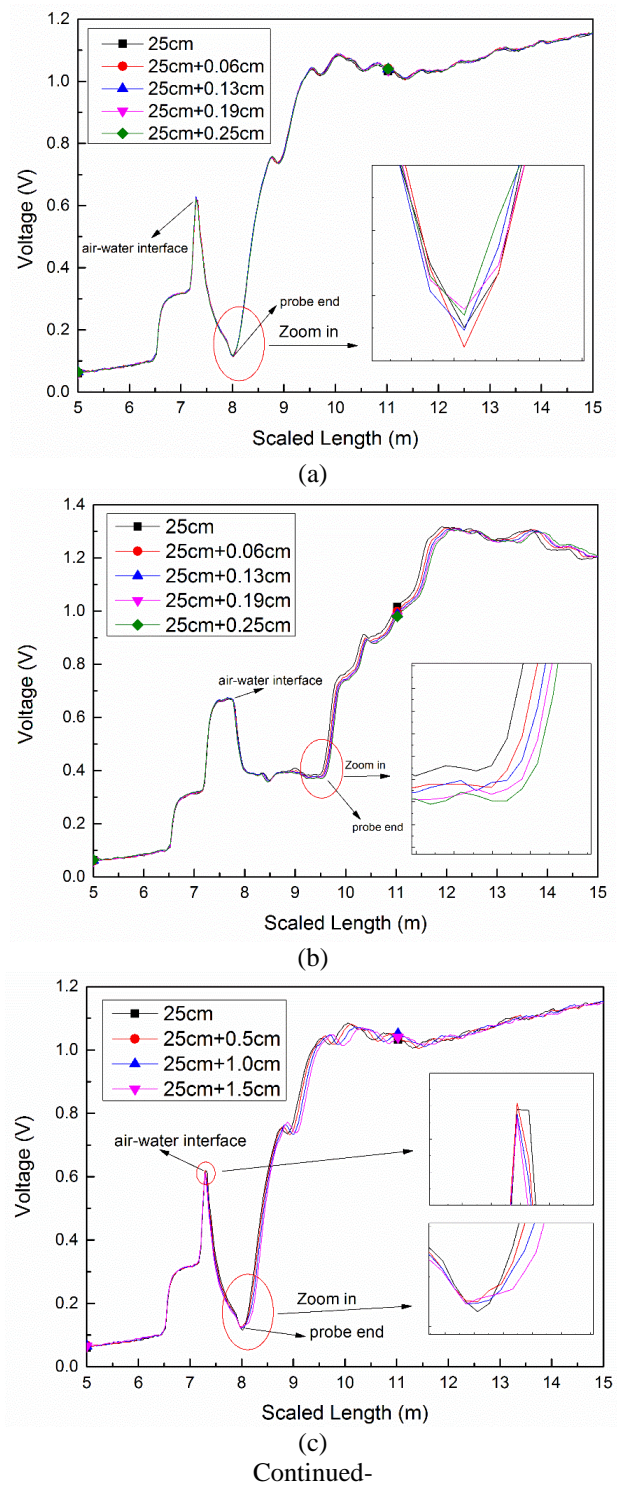 1.2
1.0
0.8
0.6
0.4
0.2
0.0
Voltage (V)
25cm
25cm+0.06cm
25cm+0.13cm
25cm+0.19cm
25cm+0.25cm
air-water interface
probe end
Zoom in
5 6 7 8 9 10 11 12 13 14 15
Scaled Length (m)
(a)
1.4
1.2
1.0
0.8
0.6
0.4
0.2
0.0
Voltage (V)
25cm
25cm+0.06cm
25cm+0.13cm
25cm+0.19cm
25cm+0.25cm
air-water interface
Zoom in
probe end
5 6 7 8 9 10 11 12 13 14 15
Scaled Length (m)
(b)
1.2
1.0
0.8
0.6
0.4
0.2
0.0
Voltage (V)
25cm
25cm+0.5cm
25cm+1.0cm
25cm+1.5cm
air-water interface
Zoom in
probe end
5 6 7 8 9 10 11 12 13 14 15
Scaled Length (m)
(c)
Continued-